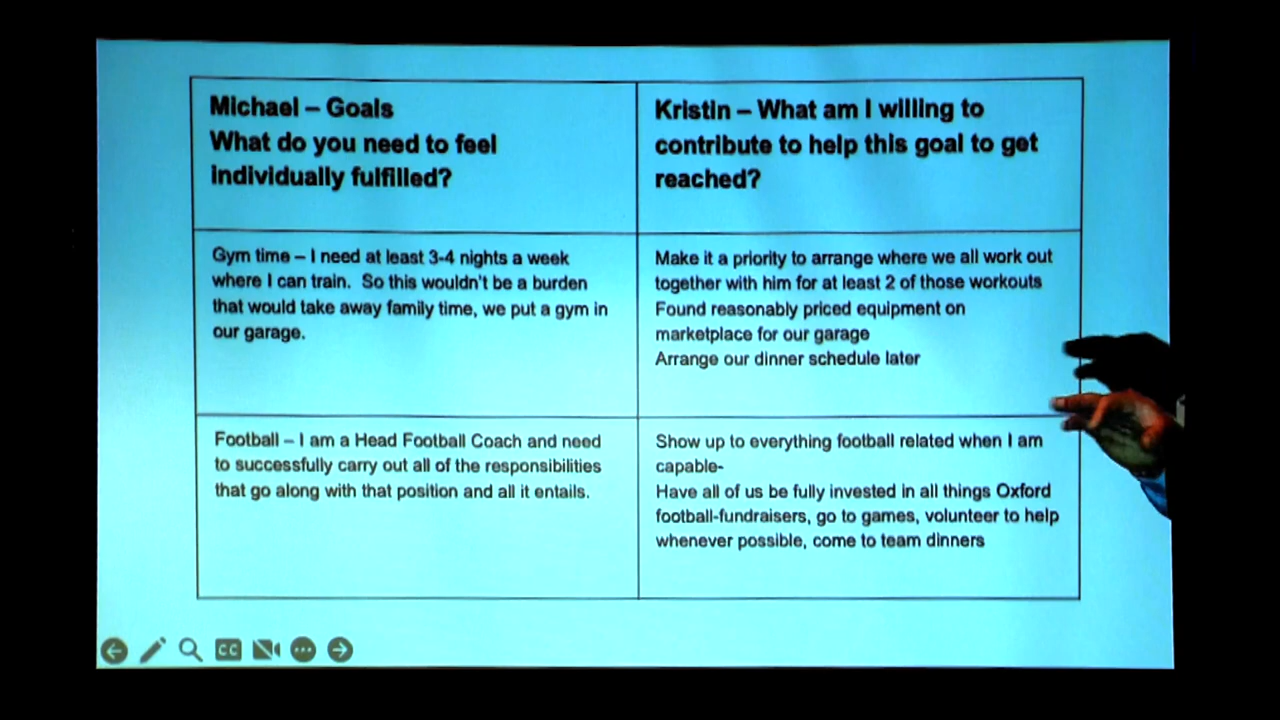 Michael – Goals
What do you need to feel
individually fulfilled?
Kristin – What am I willing to
contribute to help this goal to get
reached?
Gym time – I need at least 3-4 nights a week
where I can train.  So this wouldn't be a burden
that would take away family time, we put a gym in
our garage.
Make it a priority to arrange where we all work out
together with him for at least 2 of those workouts
Found reasonably priced equipment on
marketplace for our garage
Arrange our dinner schedule later
Football – I am a Head Football Coach and need
to successfully carry out all of the responsibilities
that go along with that position and all it entails.
Show up to everything football related when I am
capable-
Have all of us be fully invested in all things Oxford
football-fundraisers, go to games, volunteer to help
whenever possible, come to team dinners
CC